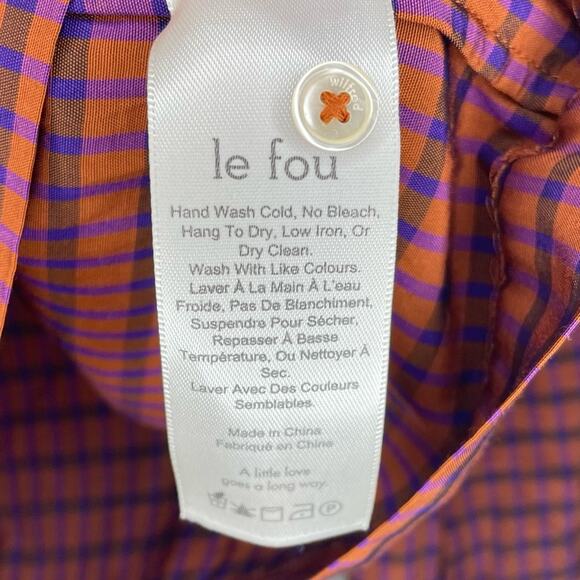 wilfred
le fou
Hand Wash Cold, No Bleach,
Hang To Dry, Low Iron, Or
Dry Clean.
Wash With Like Colours.
Laver À La Main À L'eau
Froide, Pas De Blanchiment,
Suspendre Pour Sécher,
Repasser À Basse
Température, Ou Nettoyer À
Sec.
Laver Avec Des Couleurs
Semblables.
Made in China
Fabriqué en Chine
A little love
goes a long way.
P